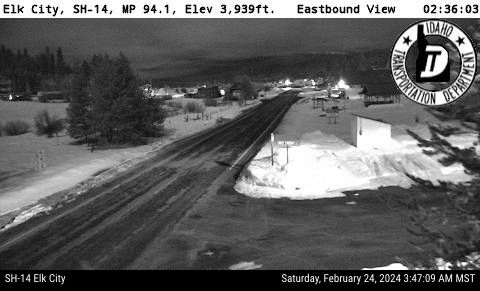 Elk City, SH-14, MP 94.1, Elev 3,939ft. Eastbound View 02:36:03
IDAHO
TRANSPORTATION DEPARTMENT
SH-14 Elk City Saturday, February 24, 2024 3:47:09 AM MST